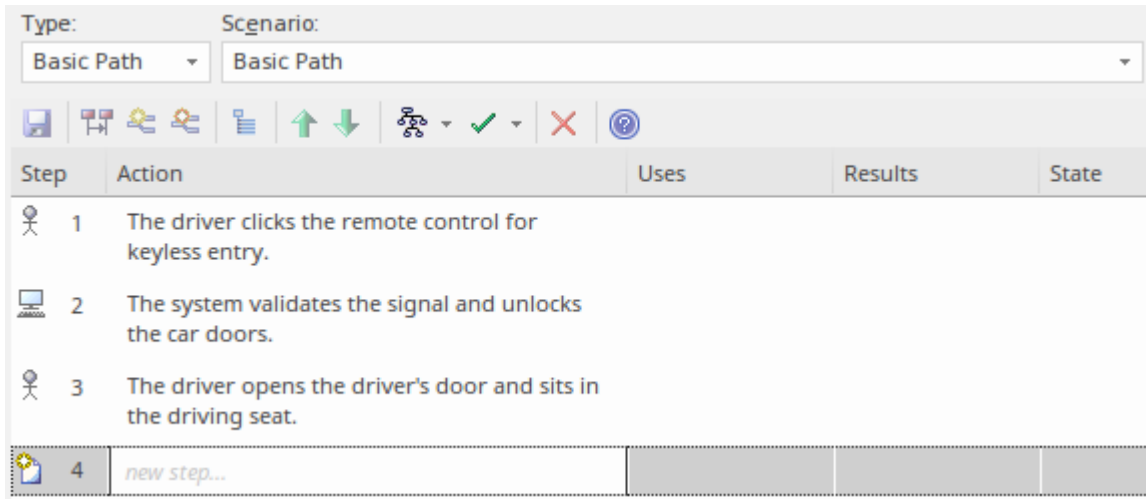 Type: Scenario:
Basic Path Basic Path
Step Action Uses Results State
1 The driver clicks the remote control for
keyless entry.
2 The system validates the signal and unlocks
the car doors.
3 The driver opens the driver's door and sits in
the driving seat.
4 new step...